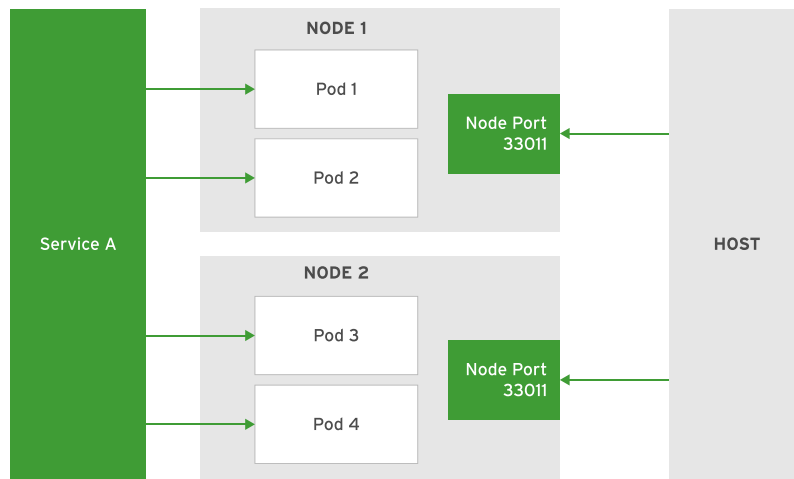 Service A
NODE 1
Pod 1
Pod 2
Node Port
33011
NODE 2
Pod 3
Pod 4
Node Port
33011
HOST